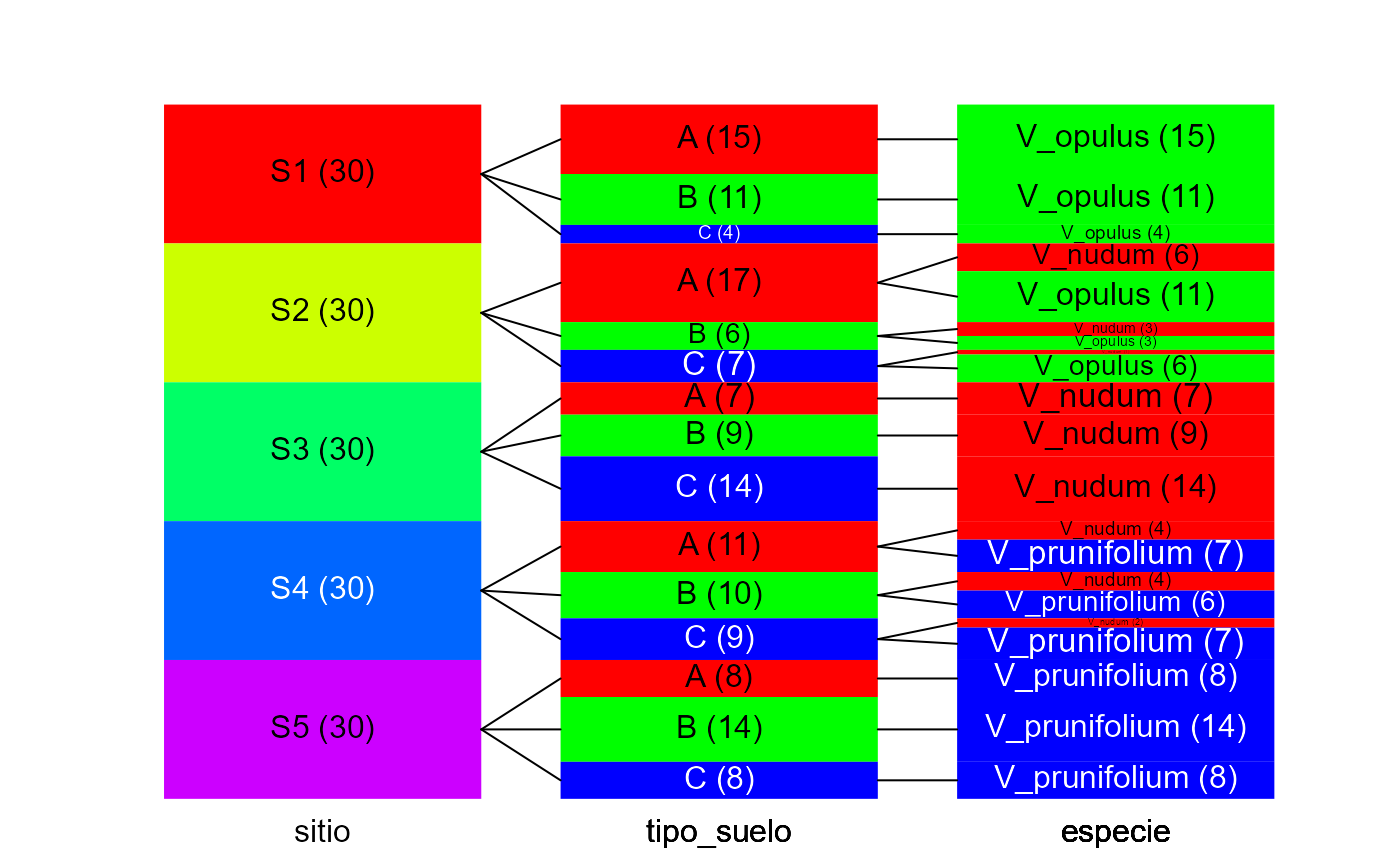 S1 (30)
S2 (30)
S3 (30)
S4 (30)
S5 (30)
A (15)
B (11)
C (4)
A (17)
B (6)
C (7)
A (7)
B (9)
C (14)
A (11)
B (10)
C (9)
A (8)
B (14)
C (8)
V_opulus (15)
V_opulus (11)
V_opulus (4)
V_nudum (6)
V_opulus (11)
V_nudum (3)
V_opulus (3)
V_opulus (6)
V_nudum (7)
V_nudum (9)
V_nudum (14)
V_nudum (4)
V_prunifolium (7)
V_nudum (4)
V_prunifolium (6)
V_nudum (2)
V_prunifolium (7)
V_prunifolium (8)
V_prunifolium (14)
V_prunifolium (8)
sitio
tipo_suelo
especie